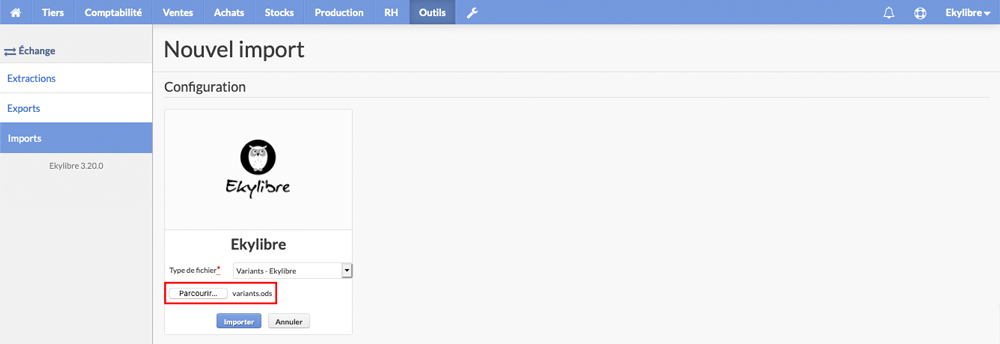 Tiers Comptabilité Ventes Achats Stocks Production RH Outils Ekylibre
Échange
Extractions
Exports
Imports
Ekylibre 3.20.0
Nouvel import
Configuration
Ekylibre
Ekylibre
Type de fichier* Variants - Ekylibre
Parcourir... variants.ods
Importer Annuler